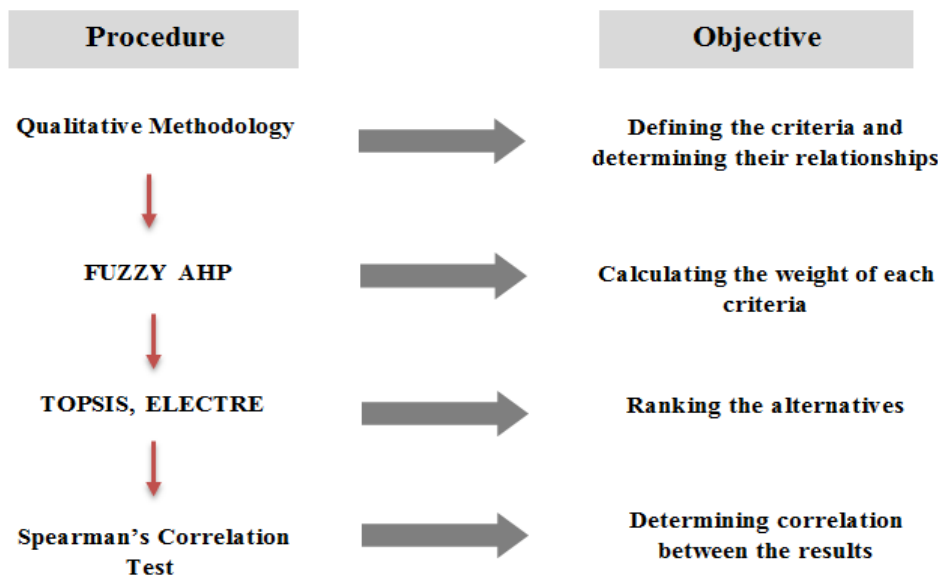 Procedure
Objective
Qualitative Methodology
Defining the criteria and
determining their relationships
FUZZY AHP
Calculating the weight of each
criteria
TOPSIS, ELECTRE
Ranking the alternatives
Spearman's Correlation
Test
Determining correlation
between the results